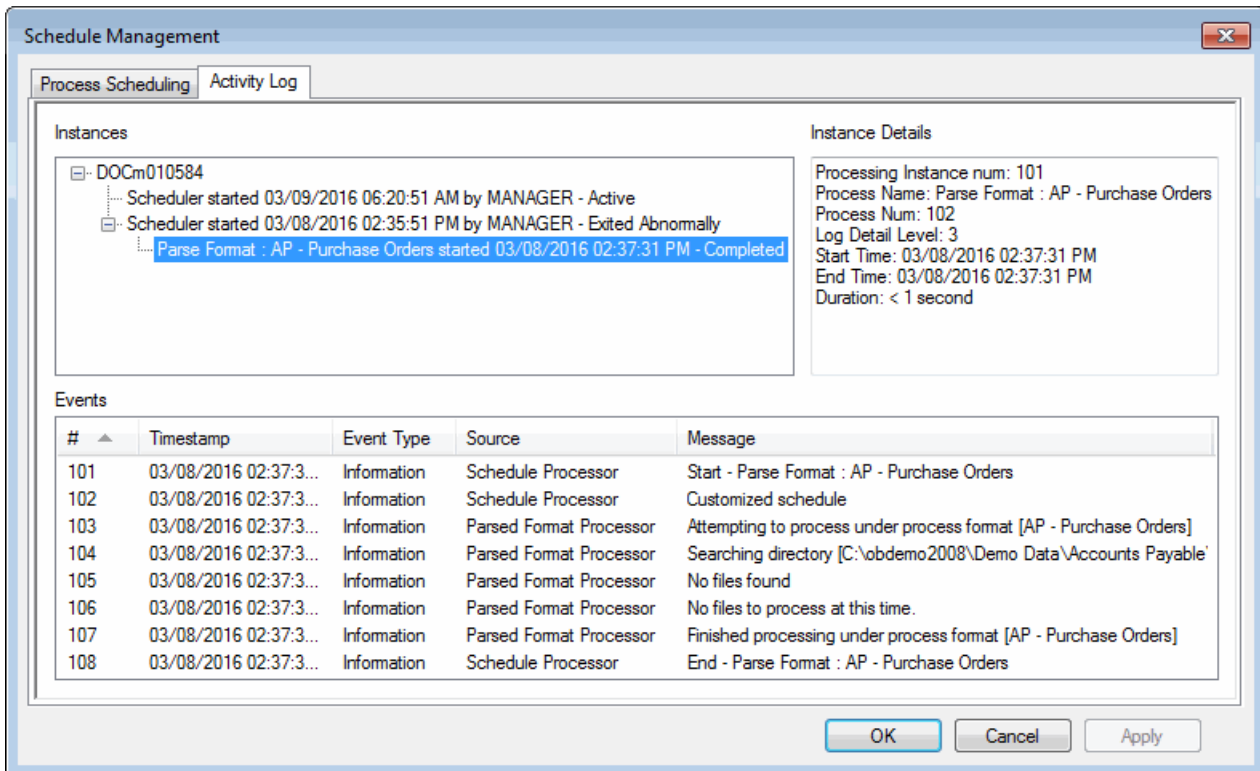 Schedule Management
Process Scheduling Activity Log
Instances
DOCm010584
Scheduler started 03/09/2016 06:20:51 AM by MANAGER - Active
Scheduler started 03/08/2016 02:35:51 PM by MANAGER - Exited Abnormally
Parse Format : AP - Purchase Orders started 03/08/2016 02:37:31 PM - Completed
Instance Details
Processing Instance num: 101
Process Name: Parse Format : AP - Purchase Orders
Process Num: 102
Log Detail Level: 3
Start Time: 03/08/2016 02:37:31 PM
End Time: 03/08/2016 02:37:31 PM
Duration: < 1 second
Events
# Timestamp Event Type Source Message
101 03/08/2016 02:37:3... Information Schedule Processor Start - Parse Format : AP - Purchase Orders
102 03/08/2016 02:37:3... Information Schedule Processor Customized schedule
103 03/08/2016 02:37:3... Information Parsed Format Processor Attempting to process under process format [AP - Purchase Orders]
104 03/08/2016 02:37:3... Information Parsed Format Processor Searching directory [C:\obdemo2008\Demo Data\Accounts Payable\
105 03/08/2016 02:37:3... Information Parsed Format Processor No files found
106 03/08/2016 02:37:3... Information Parsed Format Processor No files to process at this time.
107 03/08/2016 02:37:3... Information Parsed Format Processor Finished processing under process format [AP - Purchase Orders]
108 03/08/2016 02:37:3... Information Schedule Processor End - Parse Format : AP - Purchase Orders
OK Cancel Apply